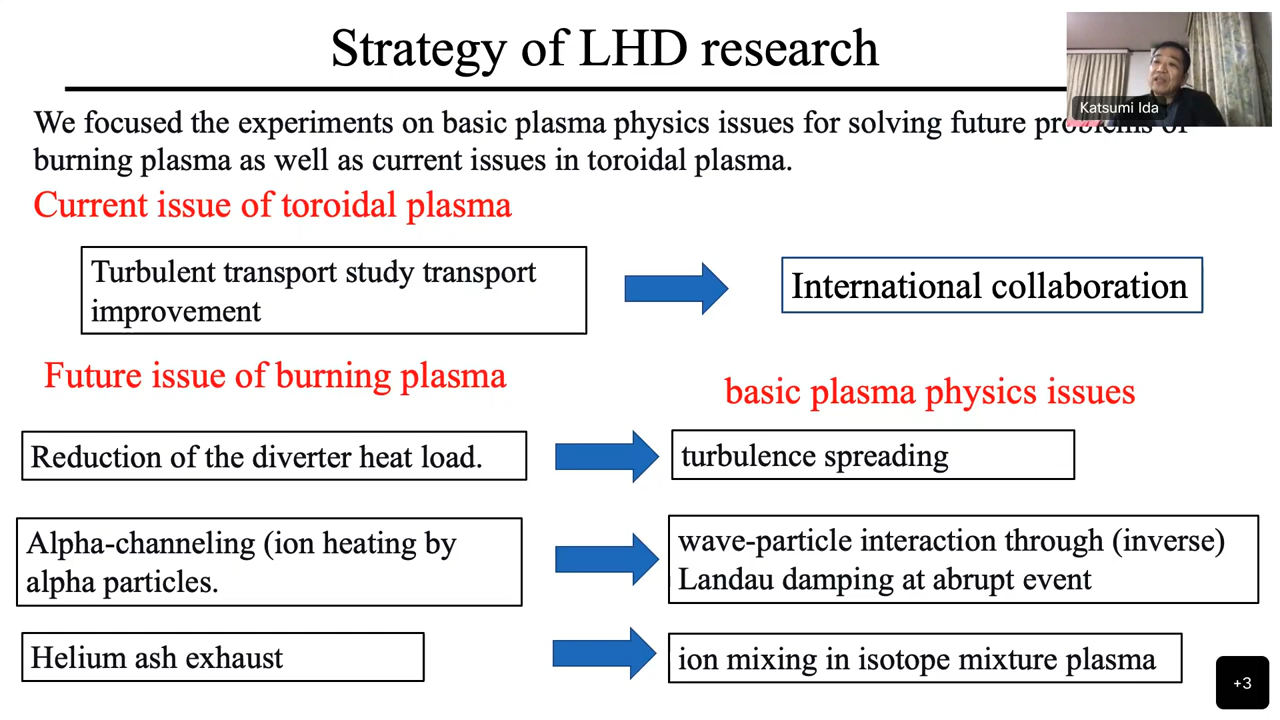 Strategy of LHD research
Katsumi Ida
We focused the experiments on basic plasma physics issues for solving future problems of
burning plasma as well as current issues in toroidal plasma.
Current issue of toroidal plasma
Turbulent transport study transport
improvement
International collaboration
Future issue of burning plasma
basic plasma physics issues
Reduction of the diverter heat load.
turbulence spreading
Alpha-channeling (ion heating by
alpha particles.
wave-particle interaction through (inverse)
Landau damping at abrupt event
Helium ash exhaust
ion mixing in isotope mixture plasma
+3